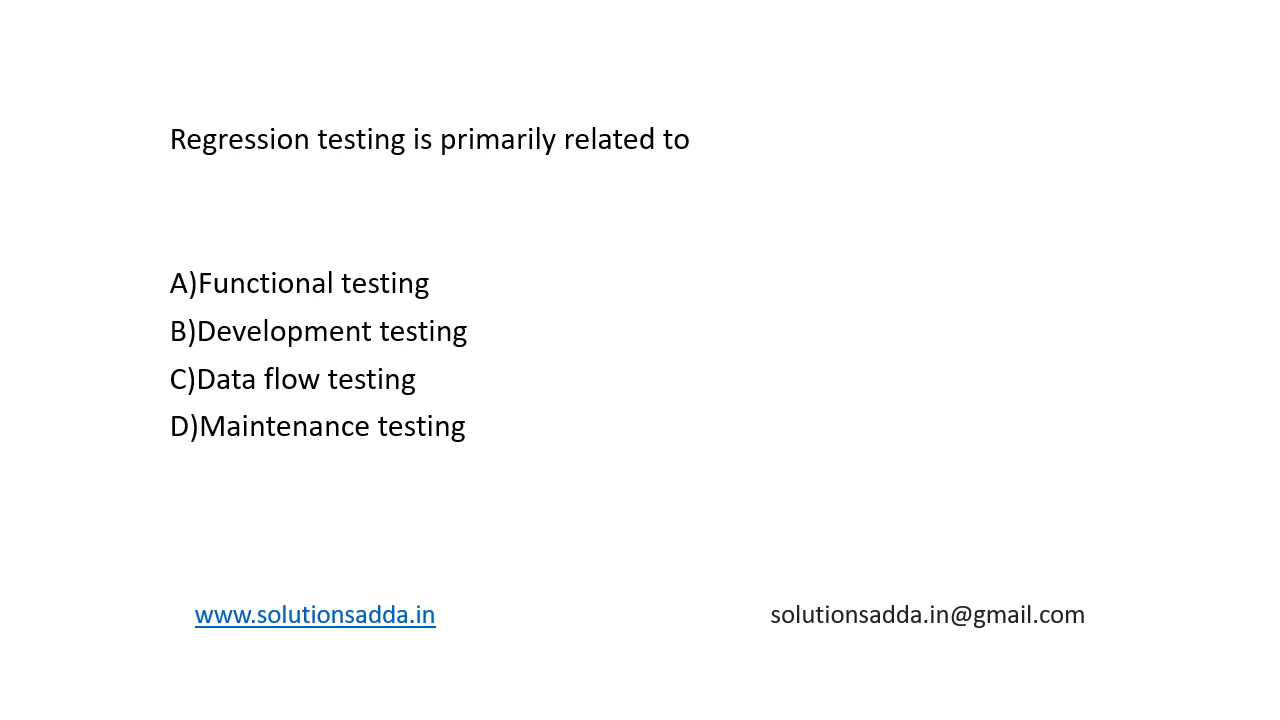 Regression testing is primarily related to
A)Functional testing
B)Development testing
C)Data flow testing
D)Maintenance testing
www.solutionsadda.in
solutionsadda.in@gmail.com